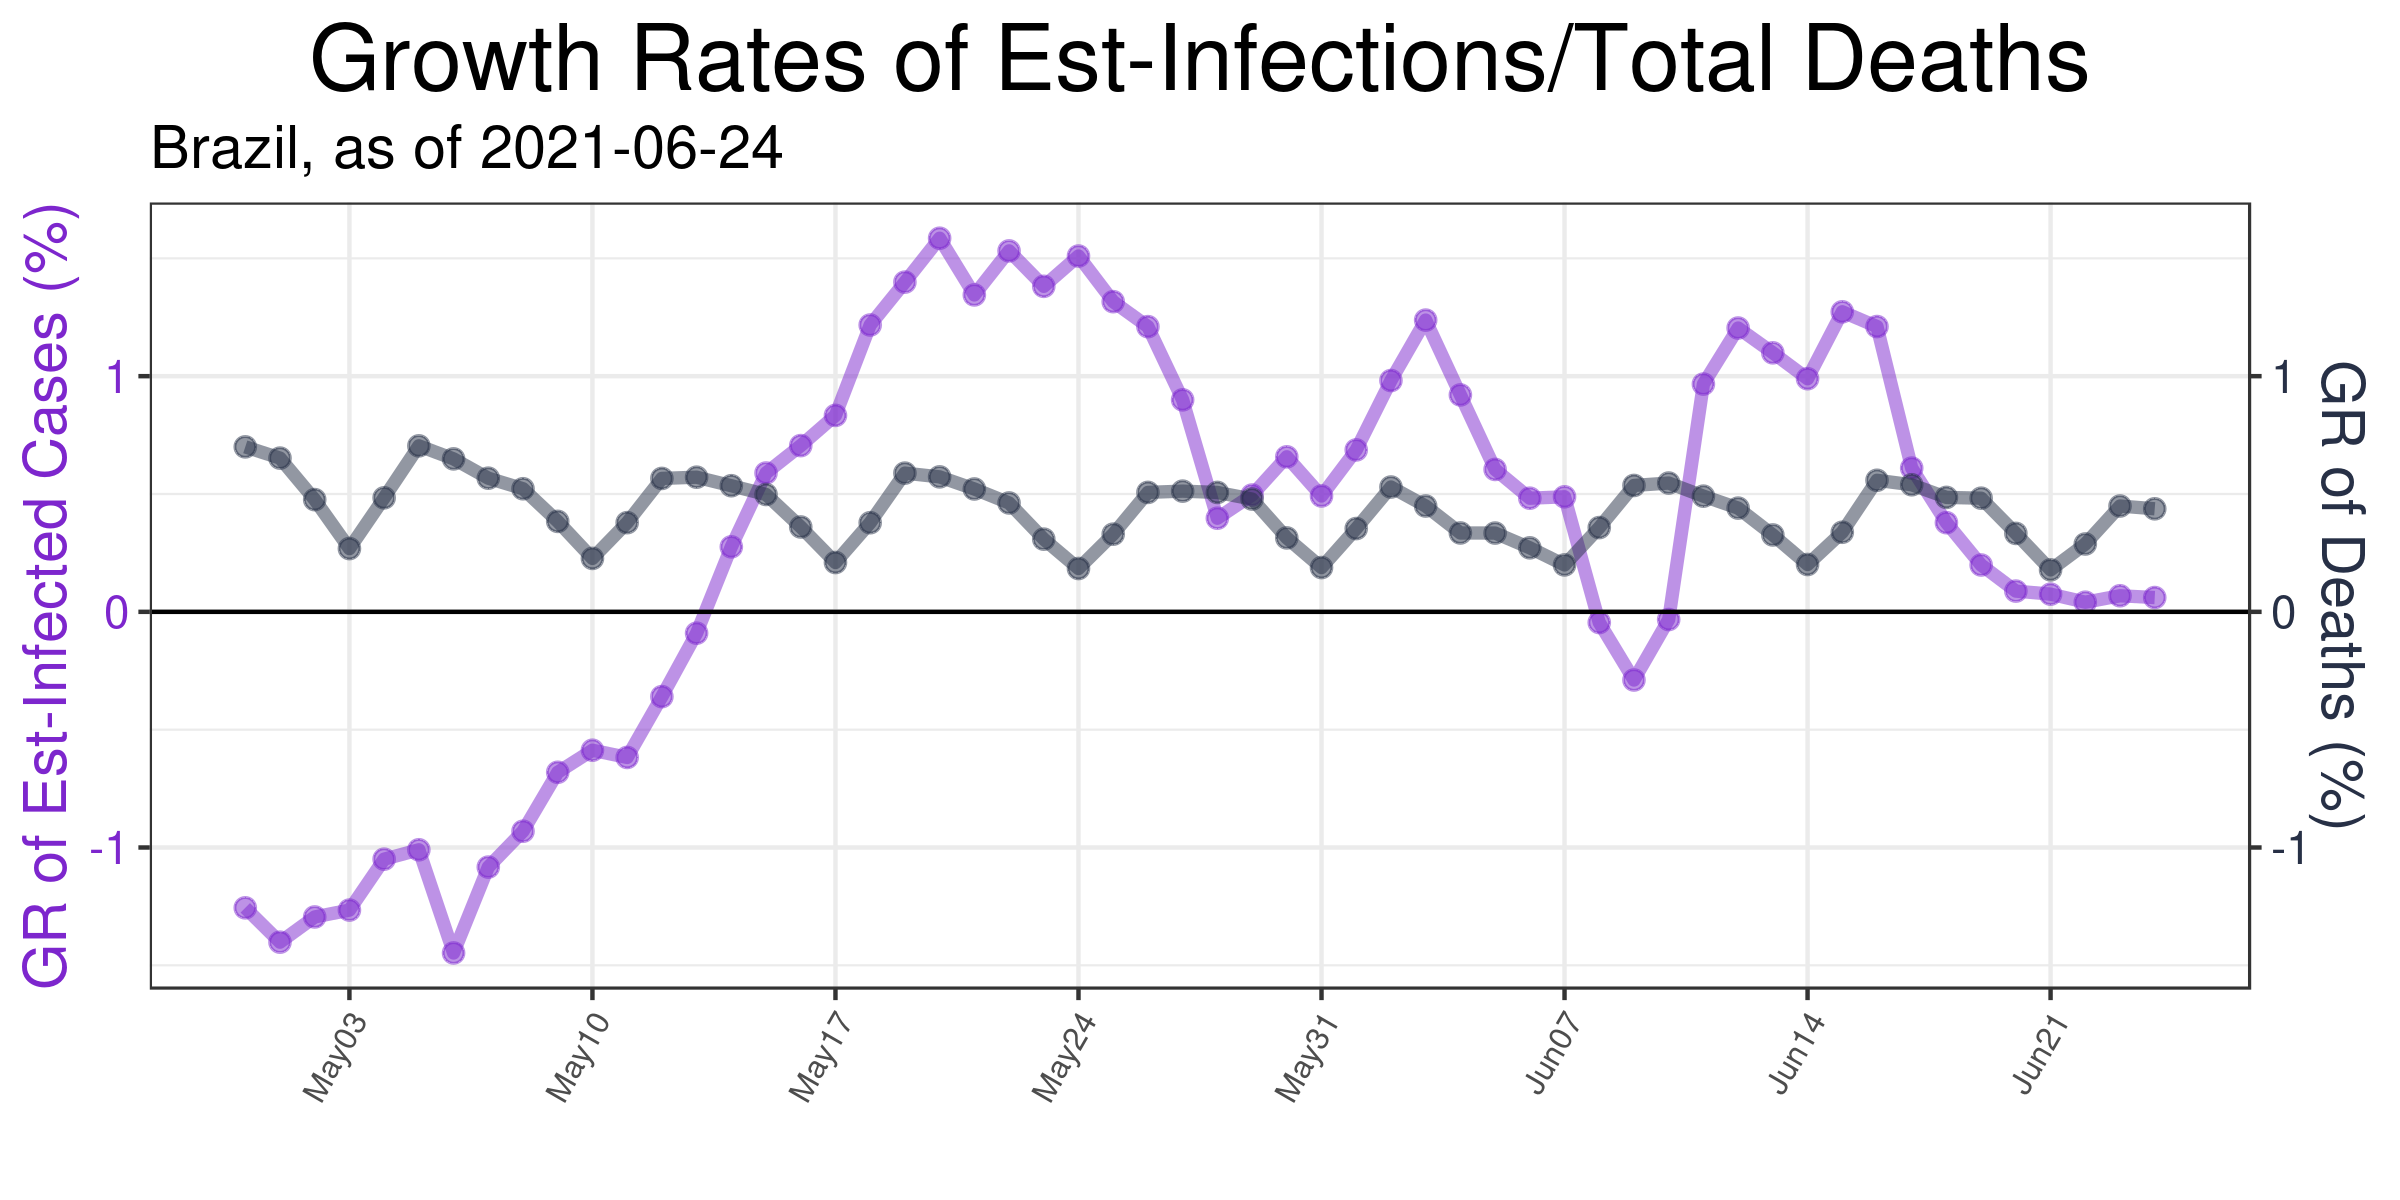 Growth Rates of Est-Infections/Total Deaths
Brazil, as of 2021-06-24
GR of Est-Infected Cases (%)
1
0
-1
1
0
-1
GR of Deaths (%)
May03
May10
May17
May24
May31
Jun07
Jun14
Jun21